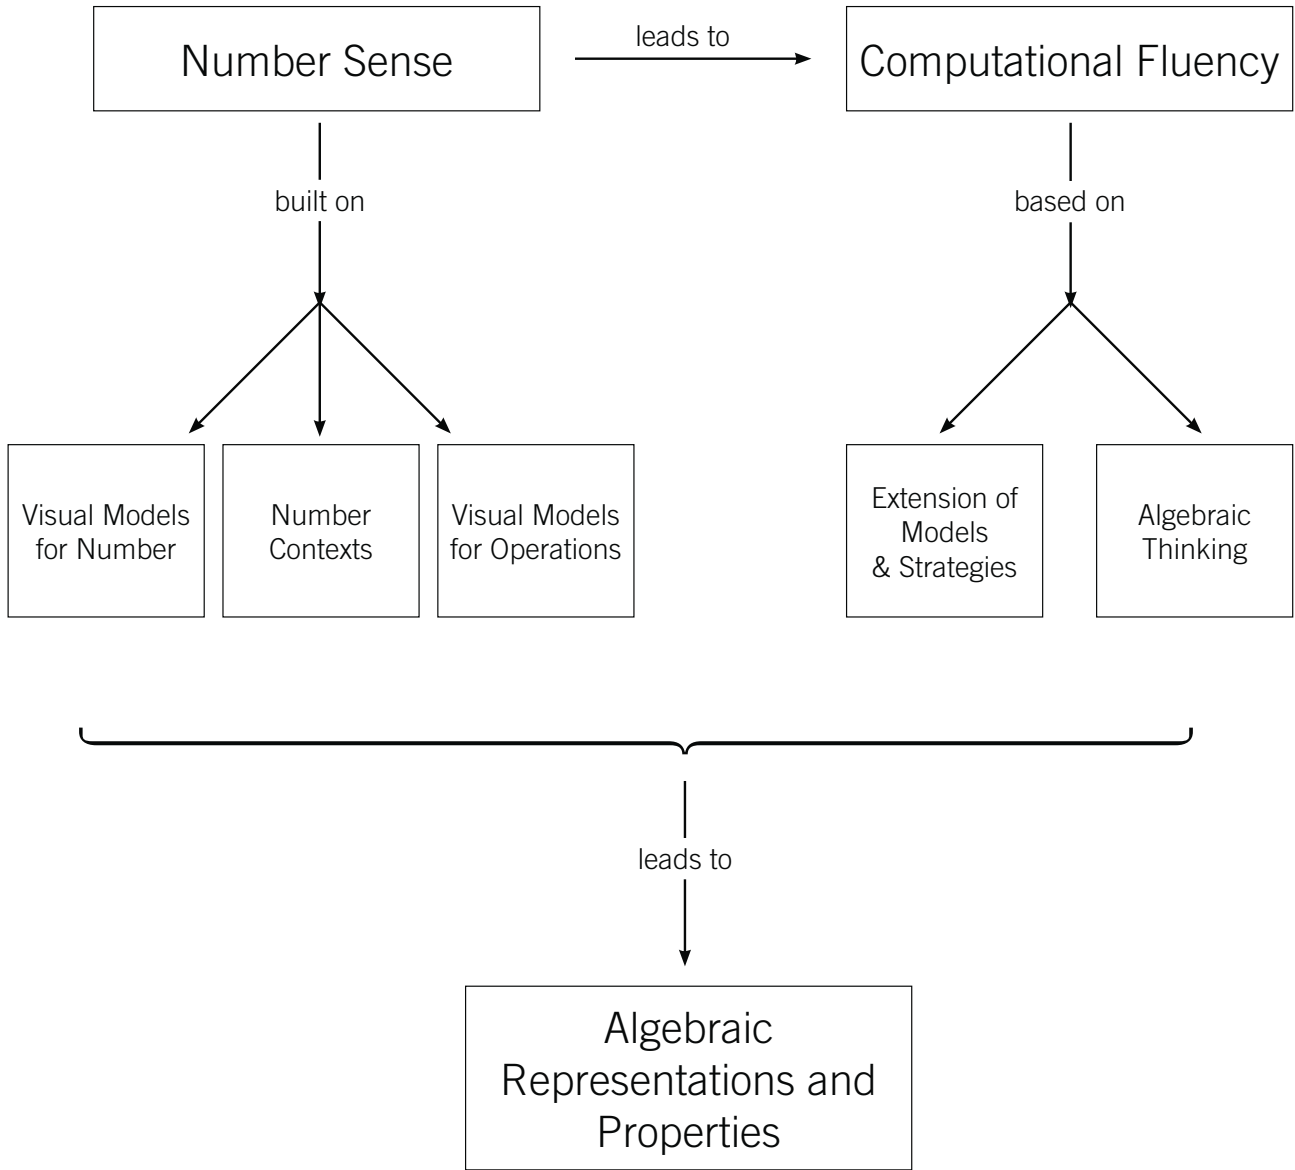 Number Sense
leads to
Computational Fluency
built on
based on
Visual Models
for Number
Number
Contexts
Visual Models
for Operations
Extension of
Models
& Strategies
Algebraic
Thinking
leads to
Algebraic
Representations and
Properties